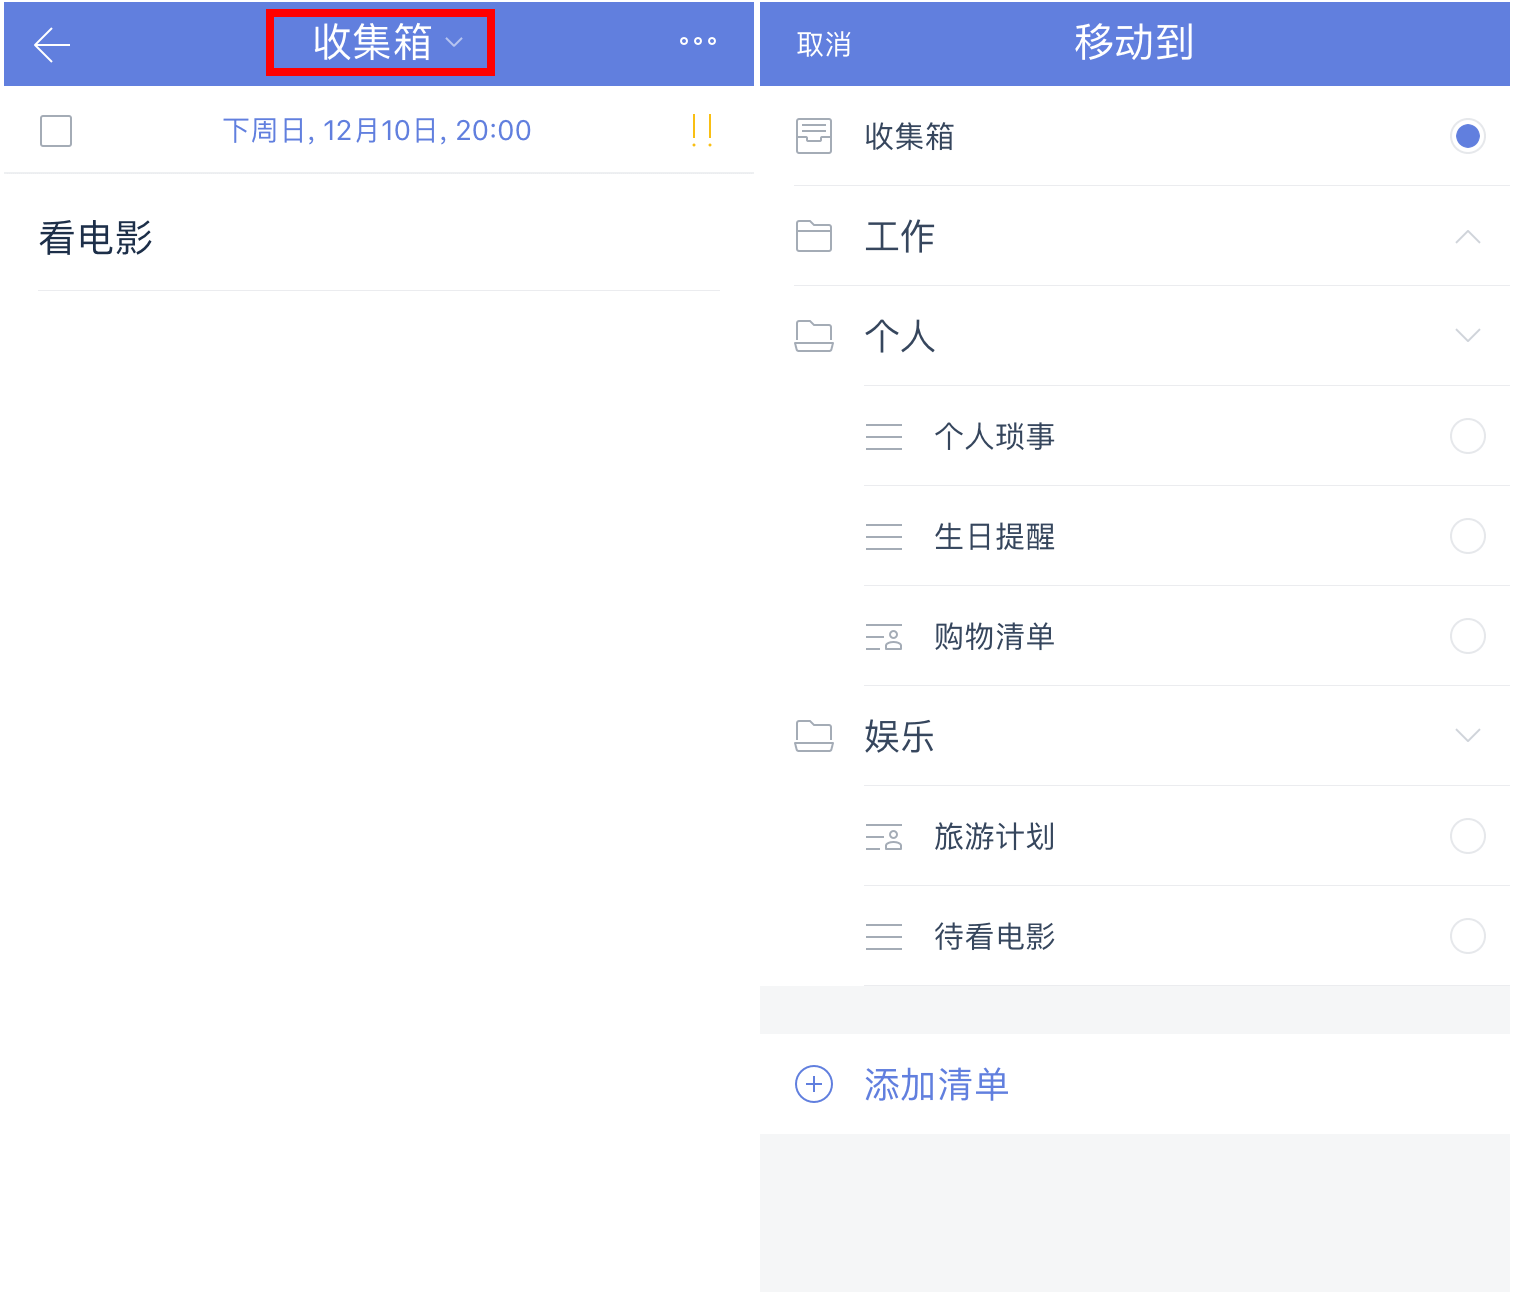 收集箱
下周日, 12月10日, 20:00
!!
看电影
取消
移动到
收集箱
工作
个人
个人琐事
生日提醒
购物清单
娱乐
旅游计划
待看电影
添加清单